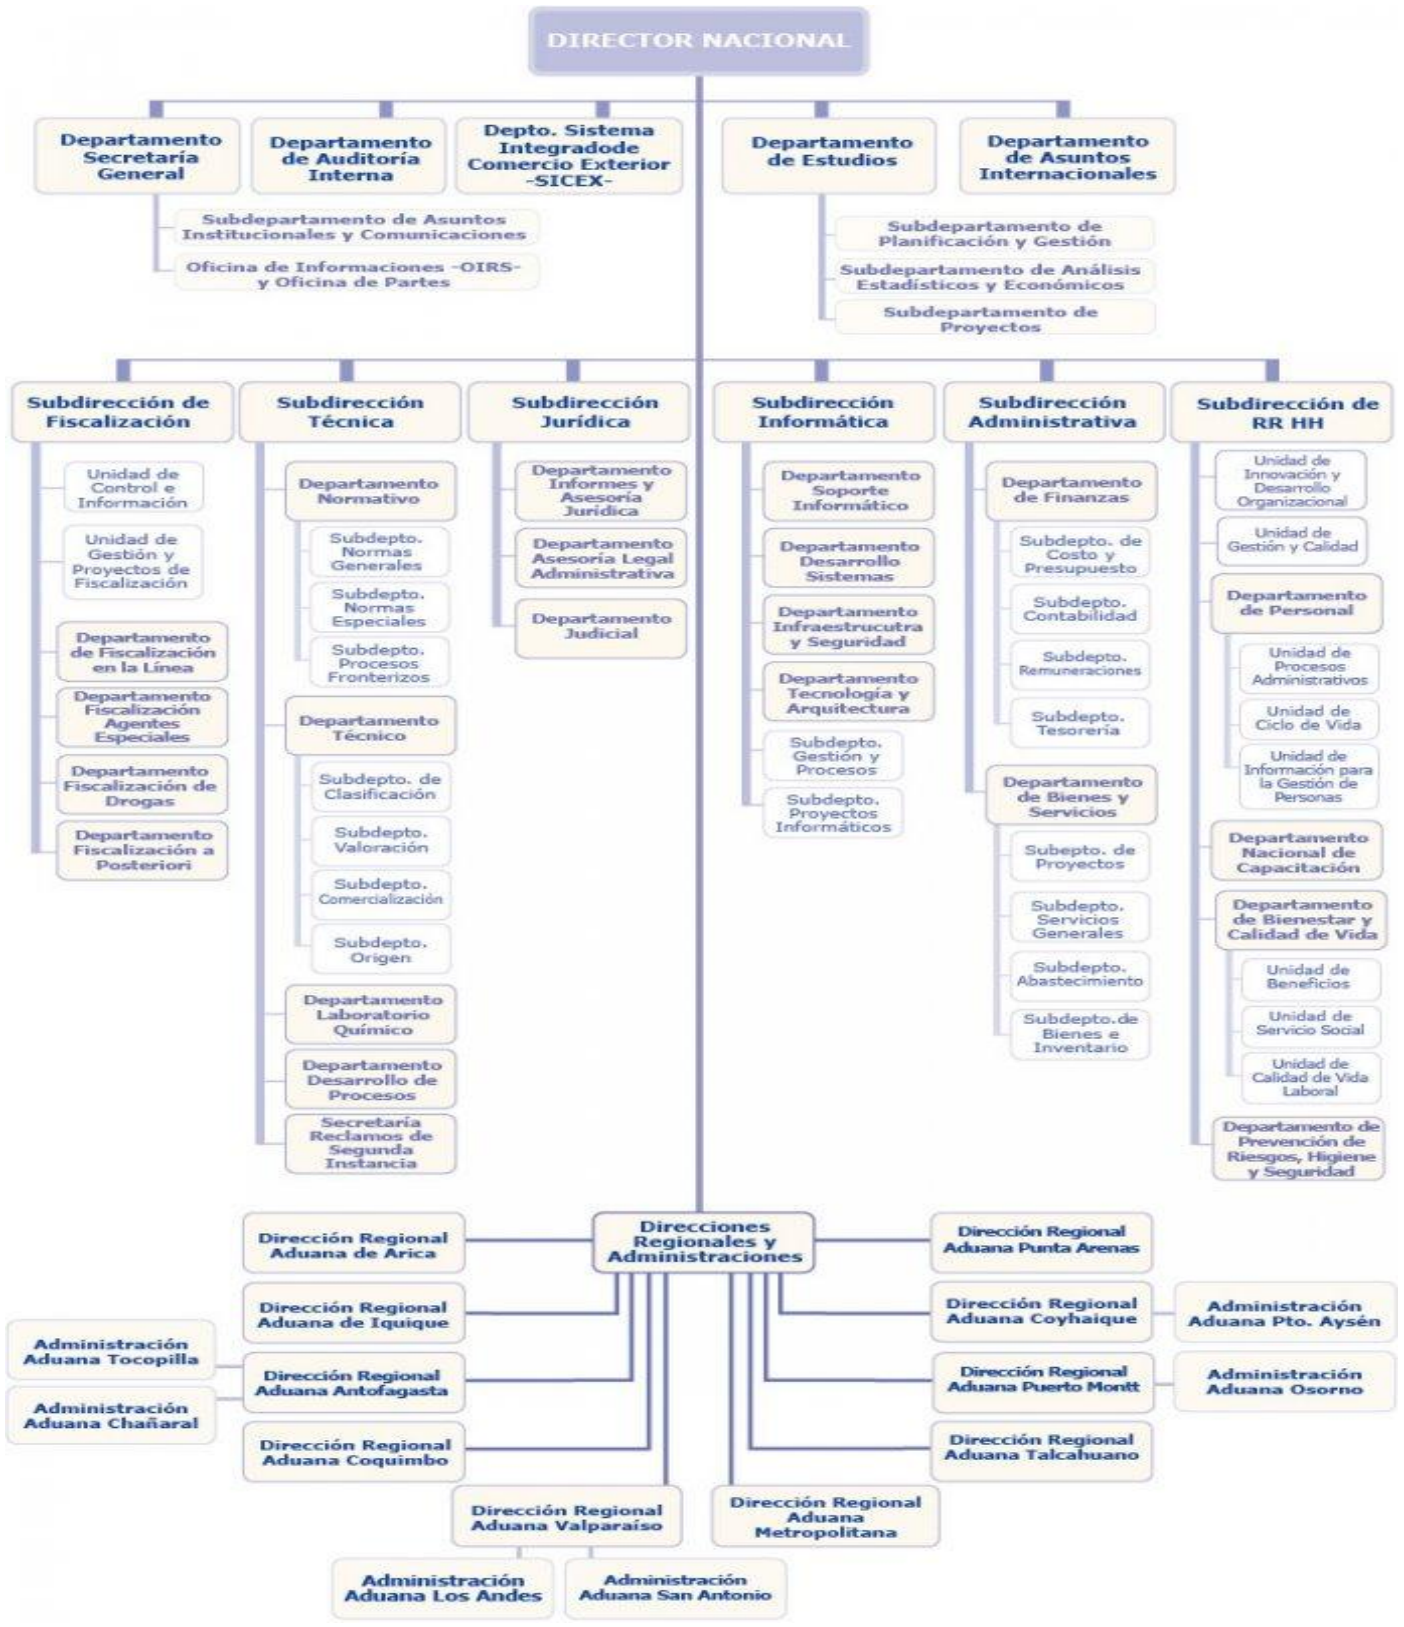 DIRECTOR NACIONAL
Departamento
Secretaría
General
Departamento
de Auditoría
Interna
Depto. Sistema
Integradode
Comercio Exterior
-SICEX-
Departamento
de Estudios
Departamento
de Asuntos
Internacionales
Subdepartamento de Asuntos
Institucionales y Comunicaciones
Oficina de Informaciones -OIRS-
y Oficina de Partes
Subdepartamento de
Planificación y Gestión
Subdepartamento de Análisis
Estadísticos y Económicos
Subdepartamento de
Proyectos
Subdirección de
Fiscalización
Unidad de
Control e
Información
Unidad de
Gestión y
Proyectos de
Fiscalización
Departamento
de Fiscalización
en la Línea
Departamento
Fiscalización
Agentes
Especiales
Departamento
Fiscalización de
Drogas
Departamento
Fiscalización a
Posteriori
Subdirección
Técnica
Departamento
Normativo
Subdepto.
Normas
Generales
Subdepto.
Normas
Especiales
Subdepto.
Procesos
Fronterizos
Departamento
Técnico
Subdepto. de
Clasificación
Subdepto.
Valoración
Subdepto.
Comercialización
Subdepto.
Origen
Departamento
Laboratorio
Químico
Departamento
Desarrollo de
Procesos
Secretaría
Reclamos de
Segunda
Instancia
Subdirección
Jurídica
Departamento
Informes y
Asesoría
Jurídica
Departamento
Asesoría Legal
Administrativa
Departamento
Judicial
Subdirección
Informática
Departamento
Soporte
Informático
Departamento
Desarrollo
Sistemas
Departamento
Infraestrucutra
y Seguridad
Departamento
Tecnología y
Arquitectura
Subdepto.
Gestión y
Procesos
Subdepto.
Proyectos
Informáticos
Subdirección
Administrativa
Departamento
de Finanzas
Subdepto. de
Costo y
Presupuesto
Subdepto.
Contabilidad
Subdepto.
Remuneraciones
Subdepto.
Tesorería
Departamento
de Bienes y
Servicios
Subepto. de
Proyectos
Subdepto.
Servicios
Generales
Subdepto.
Abastecimiento
Subdepto.de
Bienes e
Inventario
Subdirección de
RR HH
Unidad de
Innovación y
Desarrollo
Organizacional
Unidad de
Gestión y Calidad
Departamento
de Personal
Unidad de
Procesos
Administrativos
Unidad de
Ciclo de Vida
Unidad de
Información para
la Gestión de
Personas
Departamento
Nacional de
Capacitación
Departamento
de Bienestar y
Calidad de Vida
Unidad de
Beneficios
Unidad de
Servicio Social
Unidad de
Calidad de Vida
Laboral
Departamento de
Prevención de
Riesgos, Higiene
y Seguridad
Direcciones
Regionales y
Administraciones
Dirección Regional
Aduana de Arica
Dirección Regional
Aduana de Iquique
Administración
Aduana Tocopilla
Dirección Regional
Aduana Antofagasta
Administración
Aduana Chañaral
Dirección Regional
Aduana Coquimbo
Dirección Regional
Aduana Valparaíso
Administración
Aduana Los Andes
Administración
Aduana San Antonio
Dirección Regional
Aduana Punta Arenas
Dirección Regional
Aduana Coyhaique
Administración
Aduana Pto. Aysén
Dirección Regional
Aduana Puerto Montt
Administración
Aduana Osorno
Dirección Regional
Aduana Talcahuano
Dirección Regional
Aduana
Metropolitana